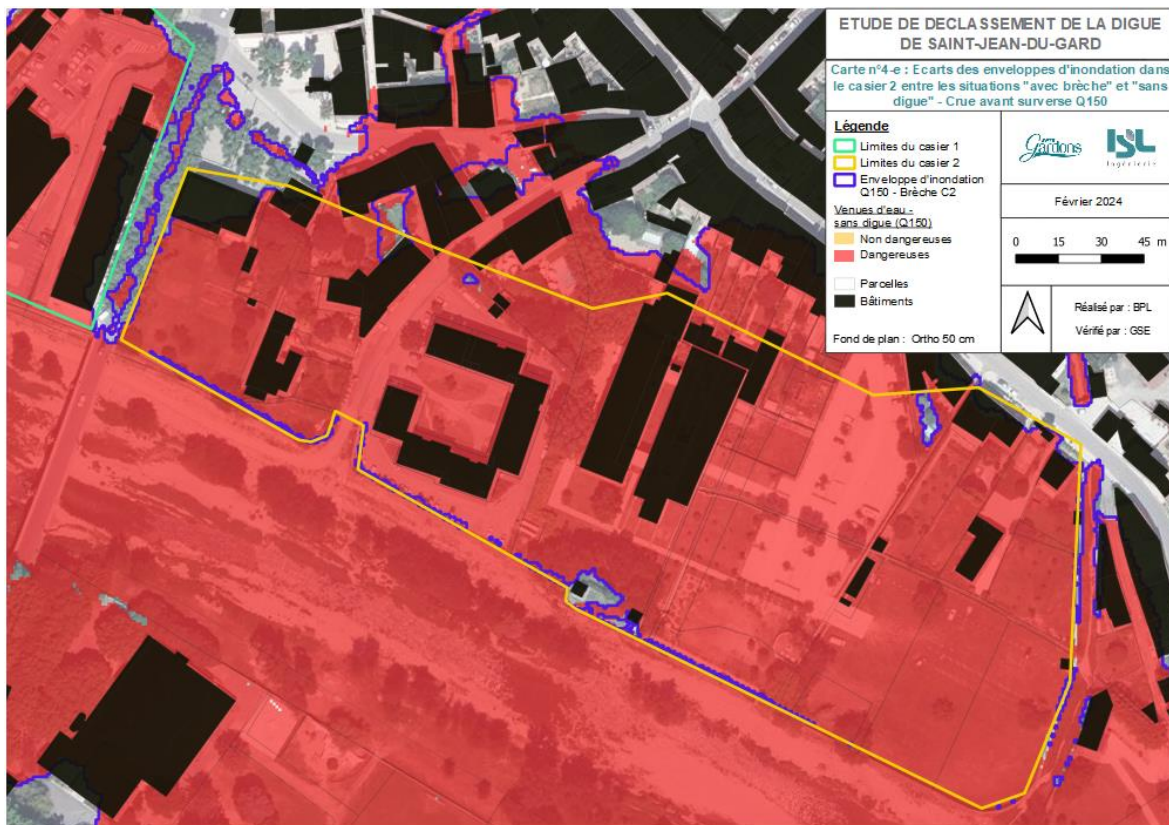 ETUDE DE DECLASSEMENT DE LA DIGUE
DE SAINT-JEAN-DU-GARD
Carte n°4-e : Ecarts des enveloppes d'inondation dans
le casier 2 entre les situations "avec brèche" et "sans
digue" - Crue avant surverse Q150
Légende
Limites du casier 1
Limites du casier 2
Enveloppe d'inondation
Q150 - Brèche C2
Venues d'eau -
sans digue (Q150)
Non dangereuses
Dangereuses
Parcelles
Bâtiments
Fond de plan : Ortho 50 cm
Gardons
ISL
Ingénierie
Février 2024
0 15 30 45 m
Réalisé par : BPL
Vérifié par : GSE